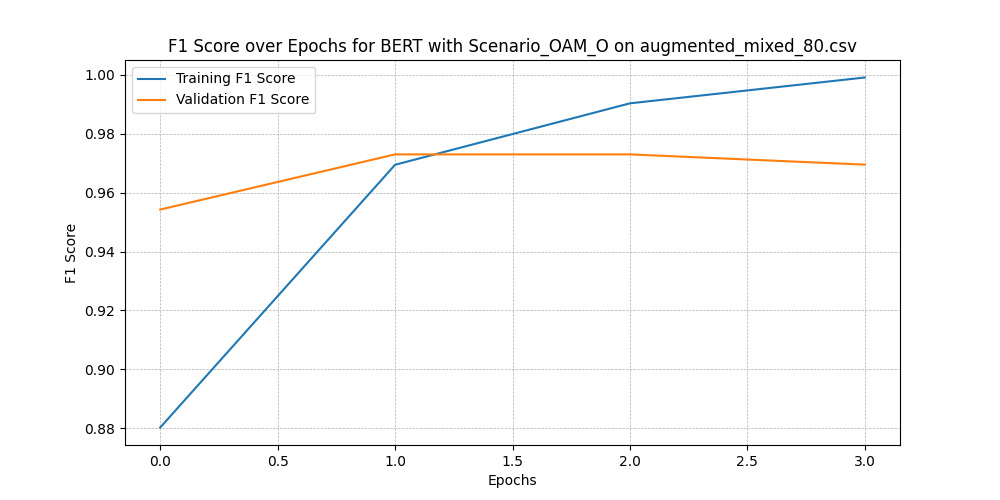 F1 Score over Epochs for BERT with Scenario_OAM_O on augmented_mixed_80.csv
Training F1 Score
Validation F1 Score
F1 Score
1.00
0.98
0.96
0.94
0.92
0.90
0.88
0.0 0.5 1.0 1.5 2.0 2.5 3.0
Epochs